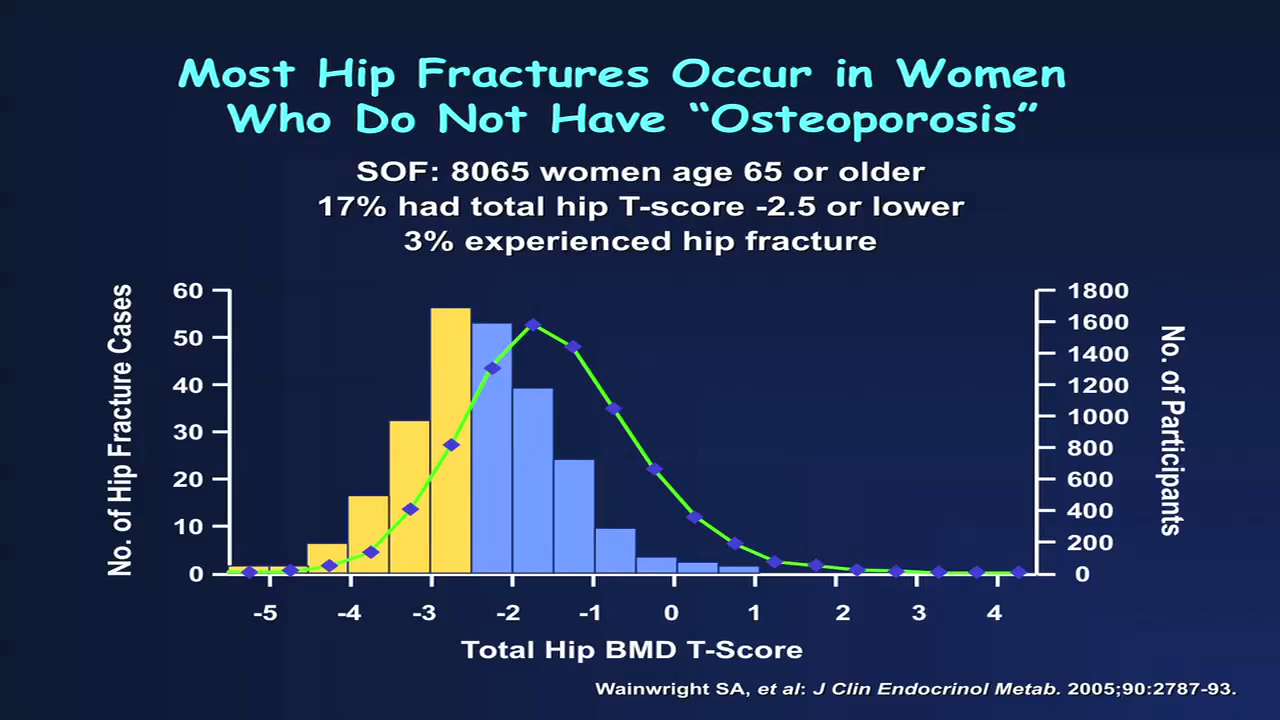 Most Hip Fractures Occur in Women
Who Do Not Have “Osteoporosis”
SOF: 8065 women age 65 or older
17% had total hip T-score -2.5 or lower
3% experienced hip fracture
No. of Hip Fracture Cases
60
50
40
30
20
10
0
1800
1600
1400
1200
1000
800
600
400
200
0
No. of Participants
-5 -4 -3 -2 -1 0 1 2 3 4
Total Hip BMD T-Score
Wainwright SA, et al: J Clin Endocrinol Metab. 2005;90:2787-93.